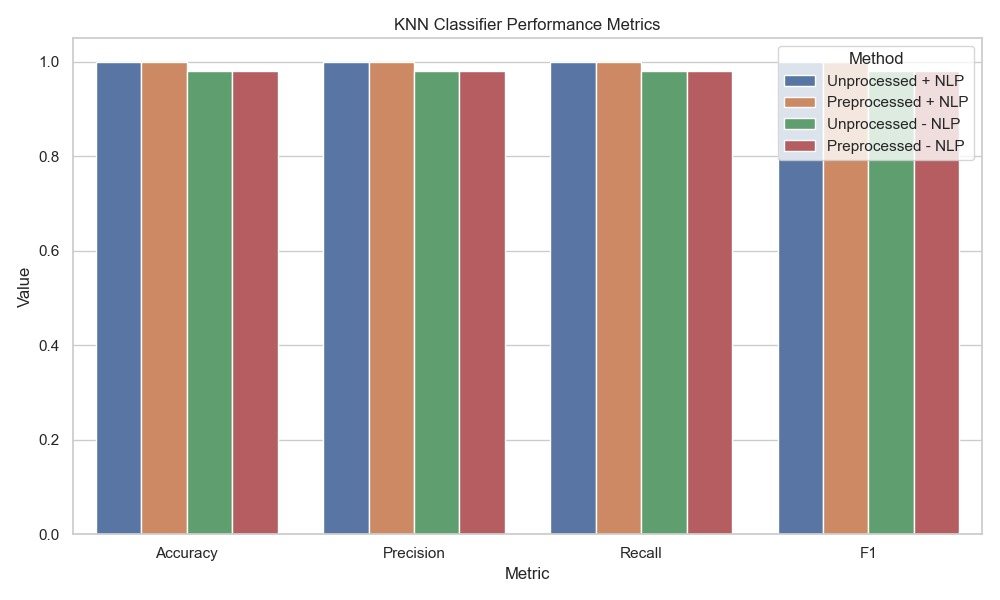 KNN Classifier Performance Metrics
Method
Unprocessed + NLP
Preprocessed + NLP
Unprocessed - NLP
Preprocessed - NLP
Value
1.0
0.8
0.6
0.4
0.2
0.0
Accuracy
Precision
Recall
F1
Metric